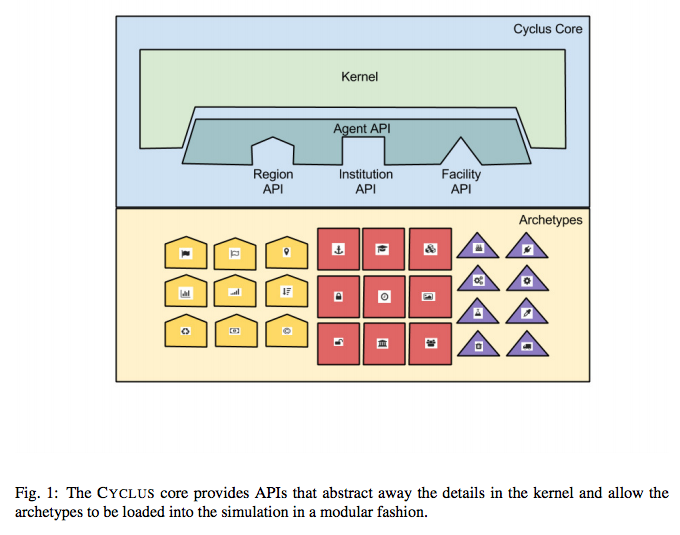 Cyclus Core
Kernel
Agent API
Region
API
Institution
API
Facility
API
Archetypes
Fig. 1: The CYCLUS core provides APIs that abstract away the details in the kernel and allow the
archetypes to be loaded into the simulation in a modular fashion.